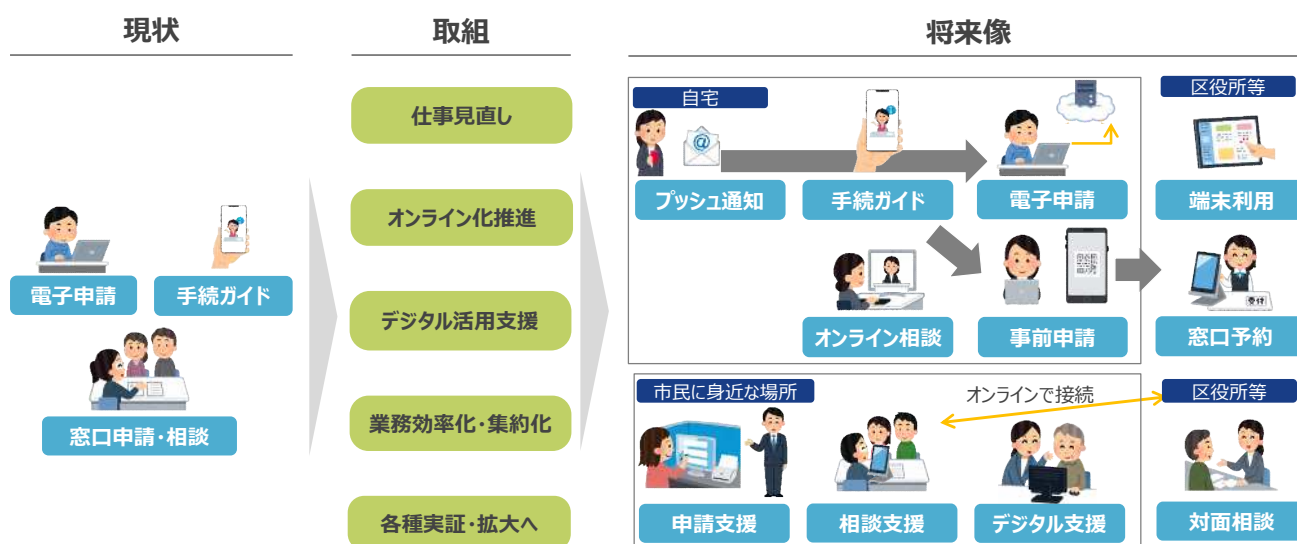 現状
取組
将来像
電子申請
手続ガイド
窓口申請・相談
仕事見直し
オンライン化推進
デジタル活用支援
業務効率化・集約化
各種実証・拡大へ
自宅
区役所等
プッシュ通知
手続ガイド
電子申請
端末利用
受付
オンライン相談
事前申請
窓口予約
市民に身近な場所
オンラインで接続
区役所等
申請支援
相談支援
デジタル支援
対面相談